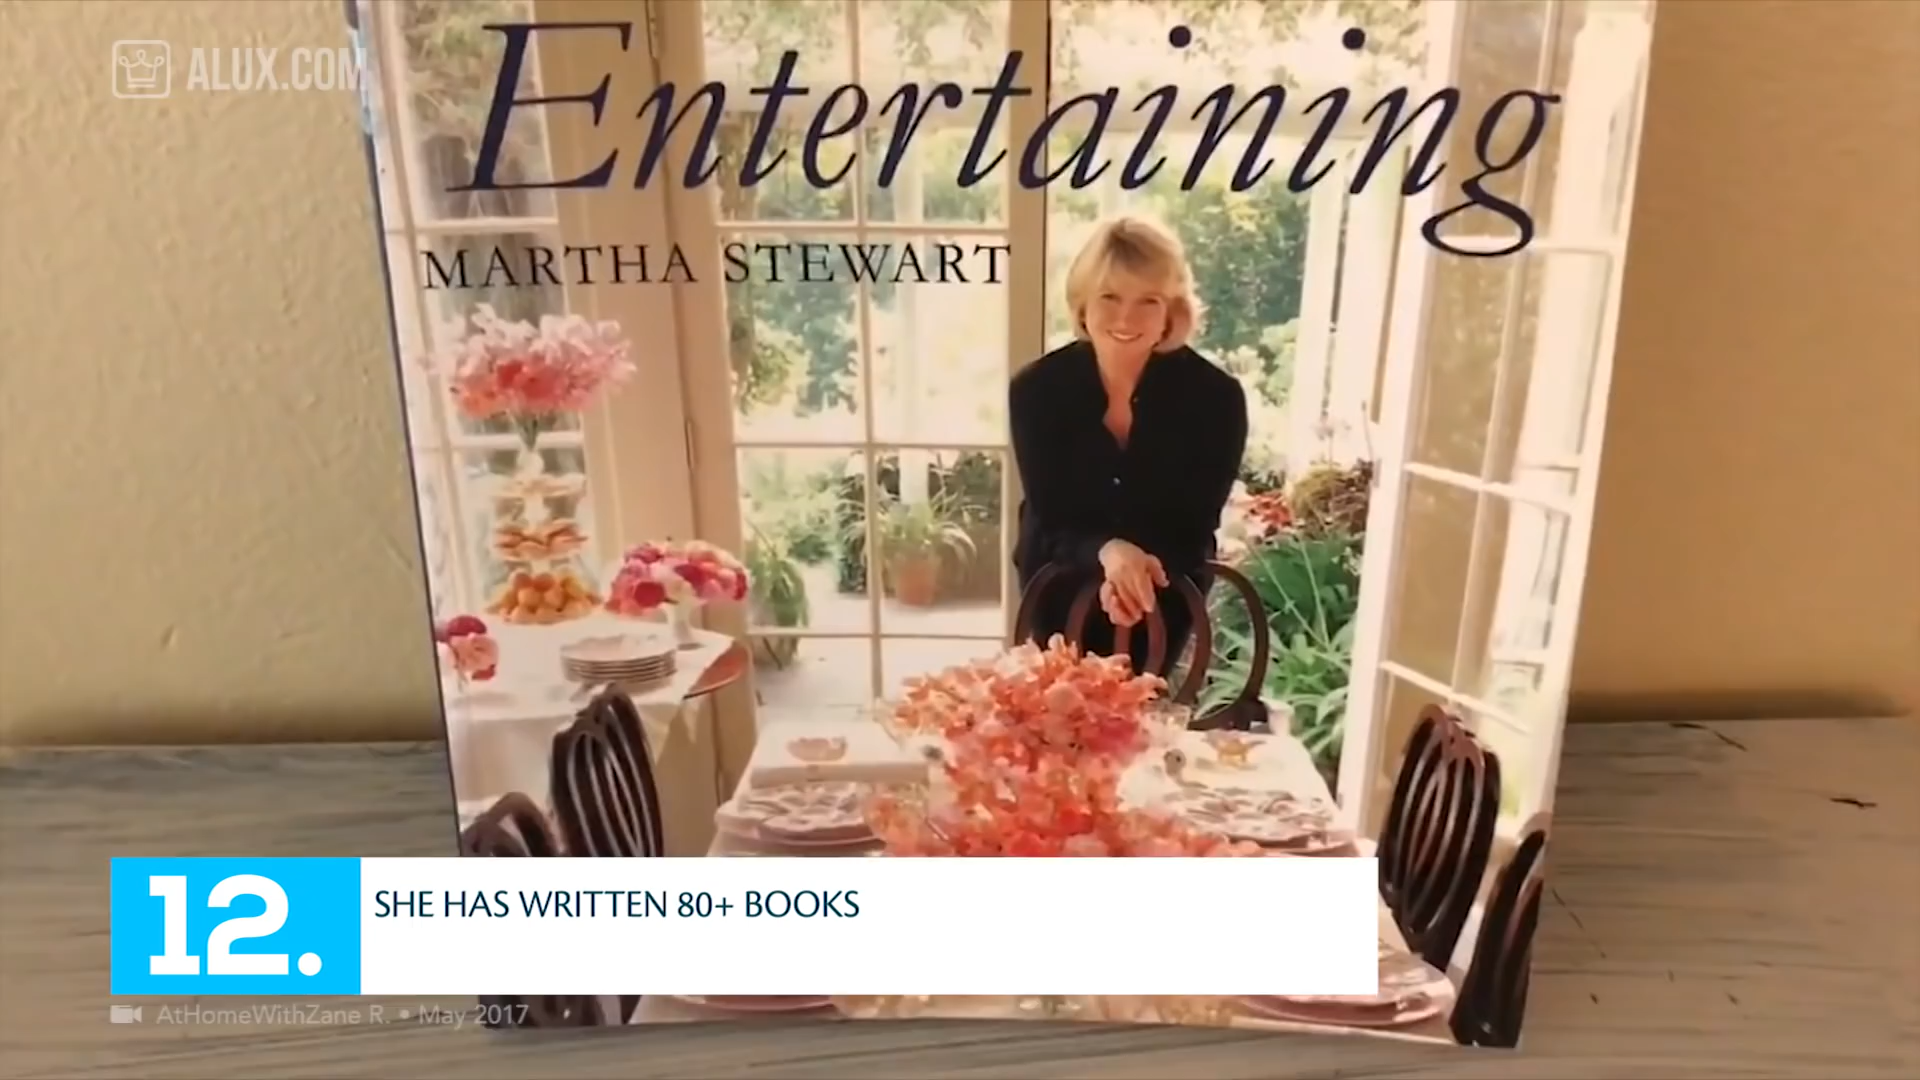 ALUX.COM
Entertaining
MARTHA STEWART
12.
SHE HAS WRITTEN 80+ BOOKS
AtHomeWithZane R. • May 2017